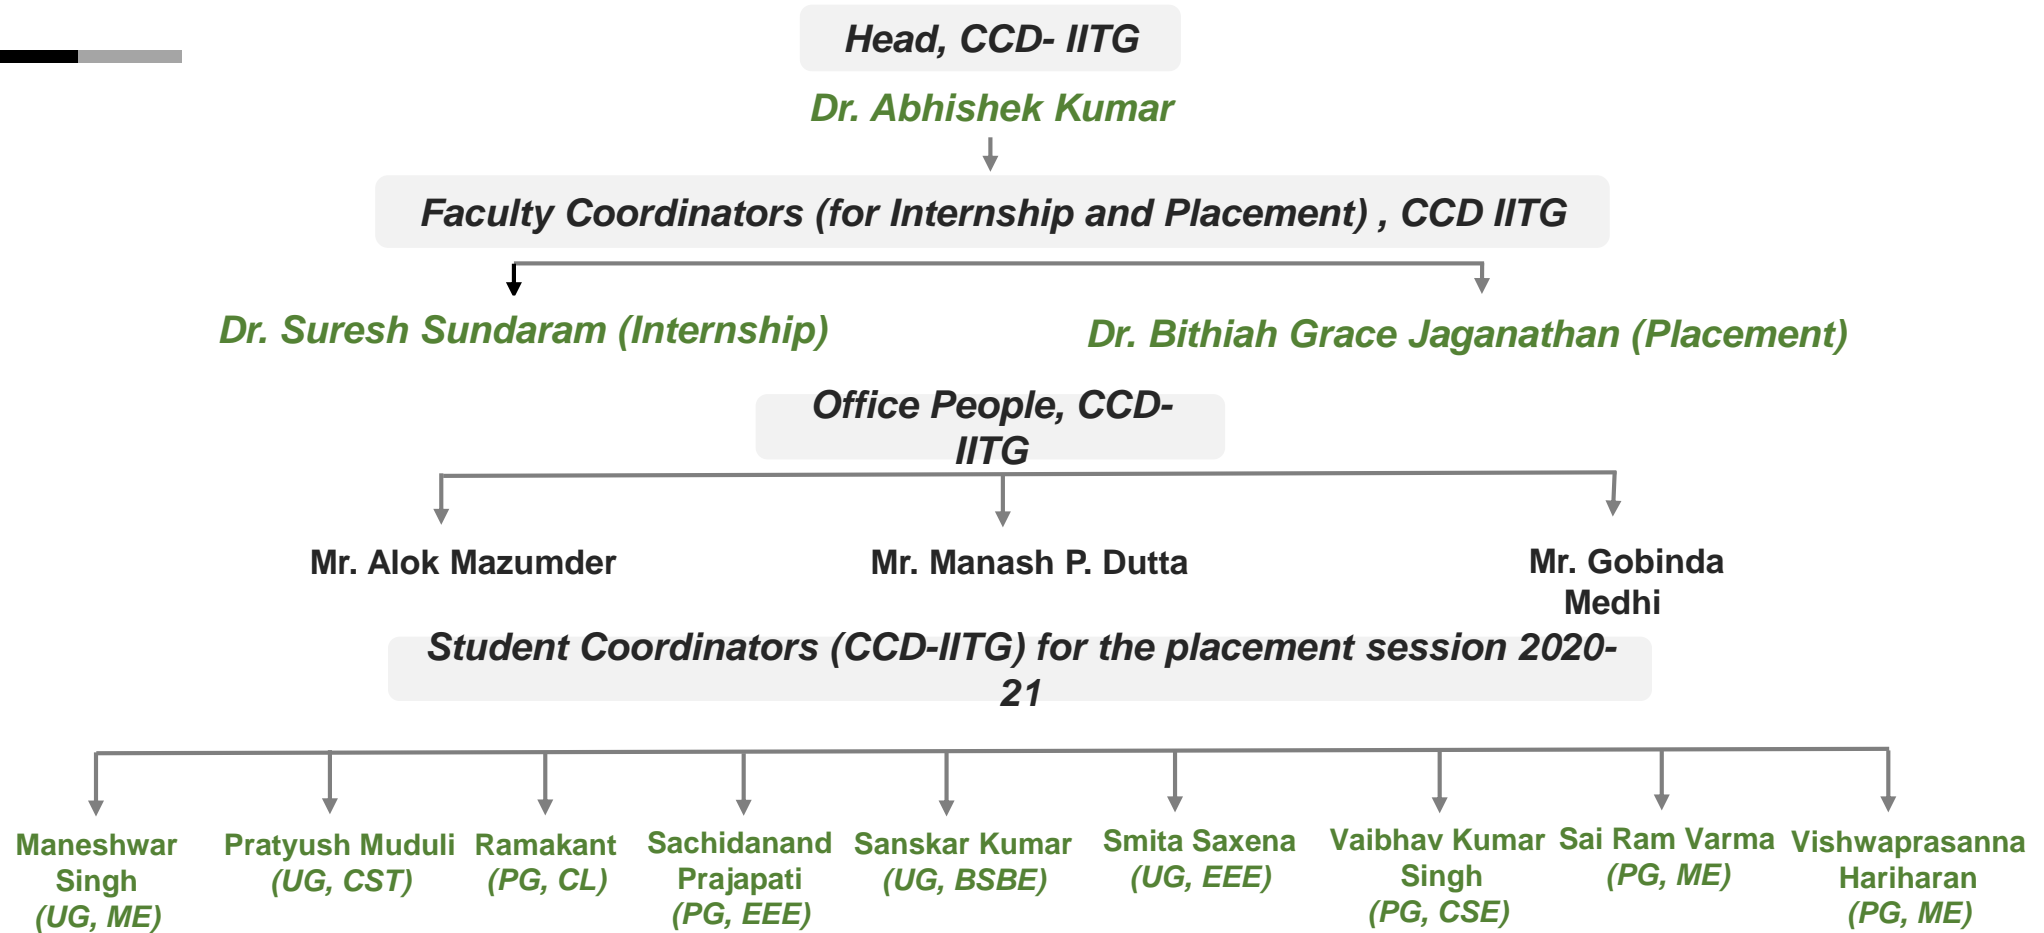 Head, CCD- IITG
Dr. Abhishek Kumar
Faculty Coordinators (for Internship and Placement) , CCD IITG
Dr. Suresh Sundaram (Internship)
Dr. Bithiah Grace Jaganathan (Placement)
Office People, CCD-
IITG
Mr. Alok Mazumder
Mr. Manash P. Dutta
Mr. Gobinda
Medhi
Student Coordinators (CCD-IITG) for the placement session 2020-
21
Maneshwar
Singh
(UG, ME)
Pratyush Muduli
(UG, CST)
Ramakant
(PG, CL)
Sachidanand
Prajapati
(PG, EEE)
Sanskar Kumar
(UG, BSBE)
Smita Saxena
(UG, EEE)
Vaibhav Kumar
Singh
(PG, CSE)
Sai Ram Varma
(PG, ME)
Vishwaprasanna
Hariharan
(PG, ME)